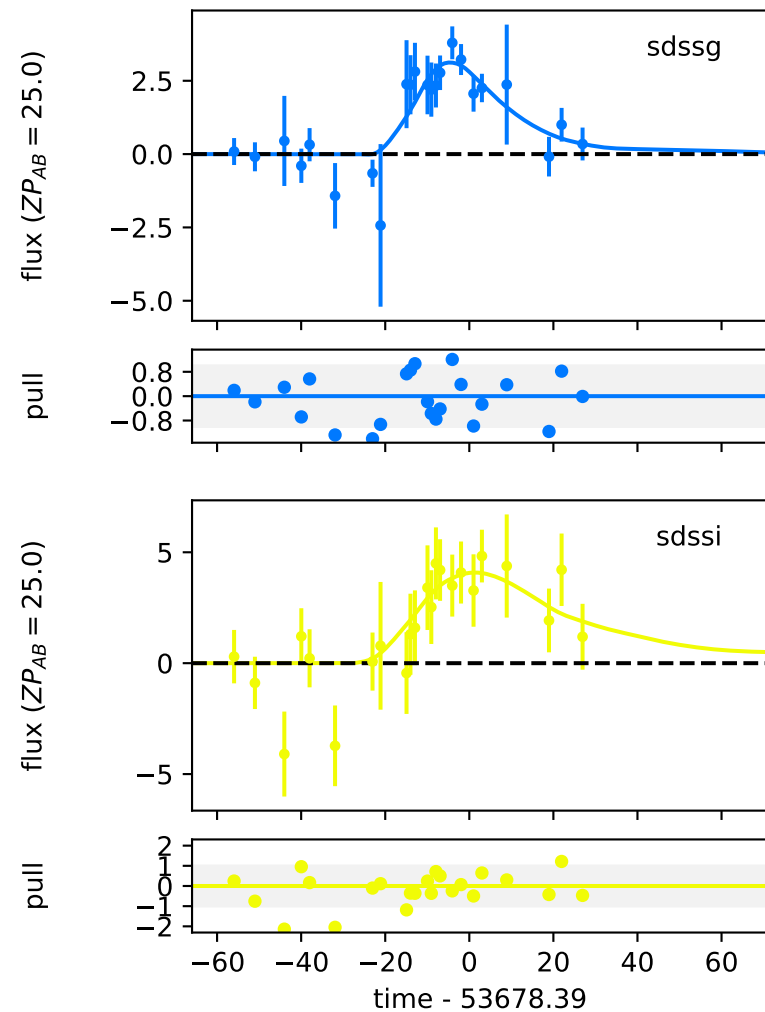 sdssg
flux (ZP_AB = 25.0)
2.5
0.0
−2.5
−5.0
pull
0.8
0.0
−0.8
sdssi
flux (ZP_AB = 25.0)
5
0
−5
pull
2
1
0
−1
−2
−60 −40 −20 0 20 40 60
time - 53678.39